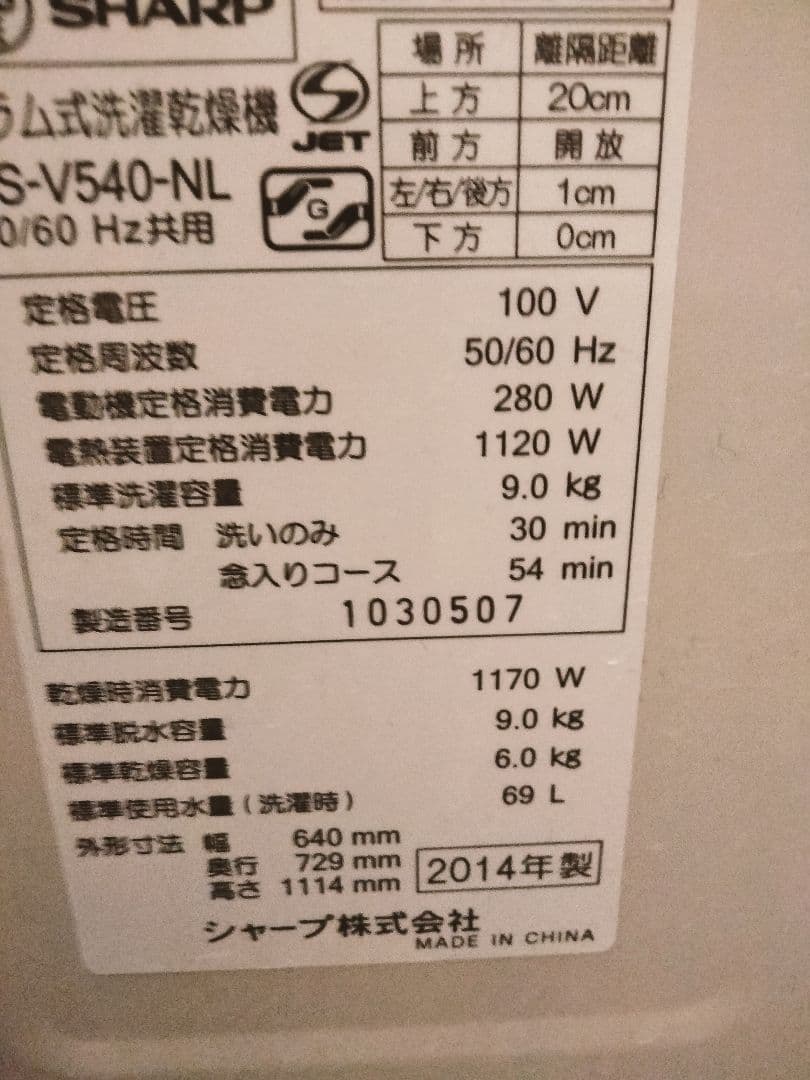 SHARP
ラム式洗濯乾燥機
JET
S-V540-NL
G
0/60 Hz共用
場所 離隔距離
上方 20cm
前方 開放
左/右/後方 1cm
下方 0cm
定格電圧 100 V
定格周波数 50/60 Hz
電動機定格消費電力 280 W
電熱装置定格消費電力 1120 W
標準洗濯容量 9.0 kg
定格時間 洗いのみ 30 min
念入りコース 54 min
製造番号 1030507
乾燥時消費電力 1170 W
標準脱水容量 9.0 kg
標準乾燥容量 6.0 kg
標準使用水量(洗濯時) 69 L
外形寸法 幅 640 mm
奥行 729 mm
高さ 1114 mm
2014年製
シャープ株式会社
MADE IN CHINA